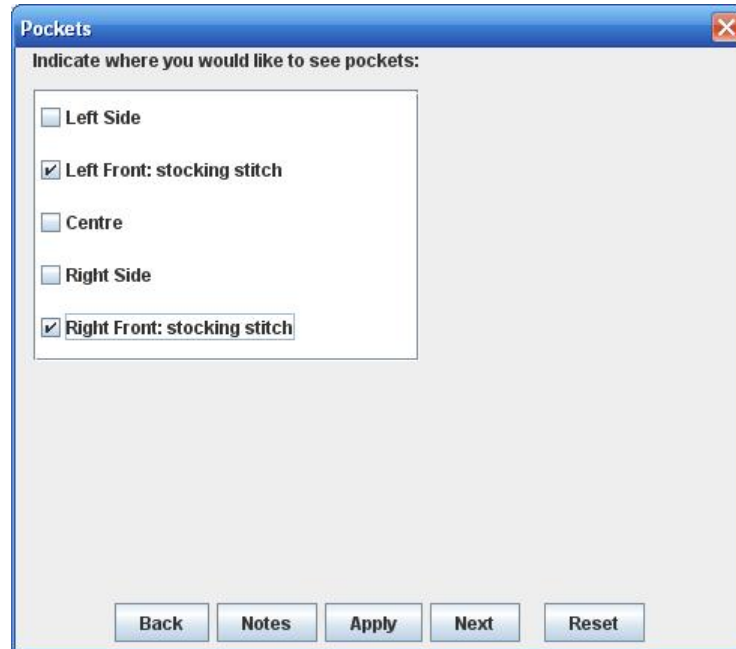 Pockets
Indicate where you would like to see pockets:
Left Side
Left Front: stocking stitch
Centre
Right Side
Right Front: stocking stitch
Back Notes Apply Next Reset